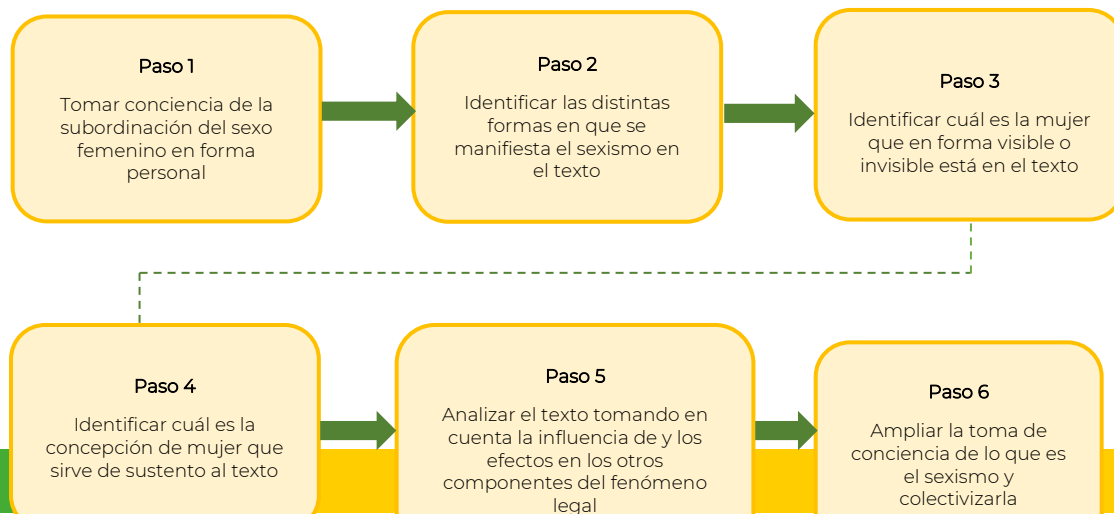 Paso 1
Tomar conciencia de la
subordinación del sexo
femenino en forma
personal
Paso 2
Identificar las distintas
formas en que se
manifiesta el sexismo en
el texto
Paso 3
Identificar cuál es la mujer
que en forma visible o
invisible está en el texto
Paso 4
Identificar cuál es la
concepción de mujer que
sirve de sustento al texto
Paso 5
Analizar el texto tomando en
cuenta la influencia de y los
efectos en los otros
componentes del fenómeno
legal
Paso 6
Ampliar la toma de
conciencia de lo que es
el sexismo y
colectivizarla